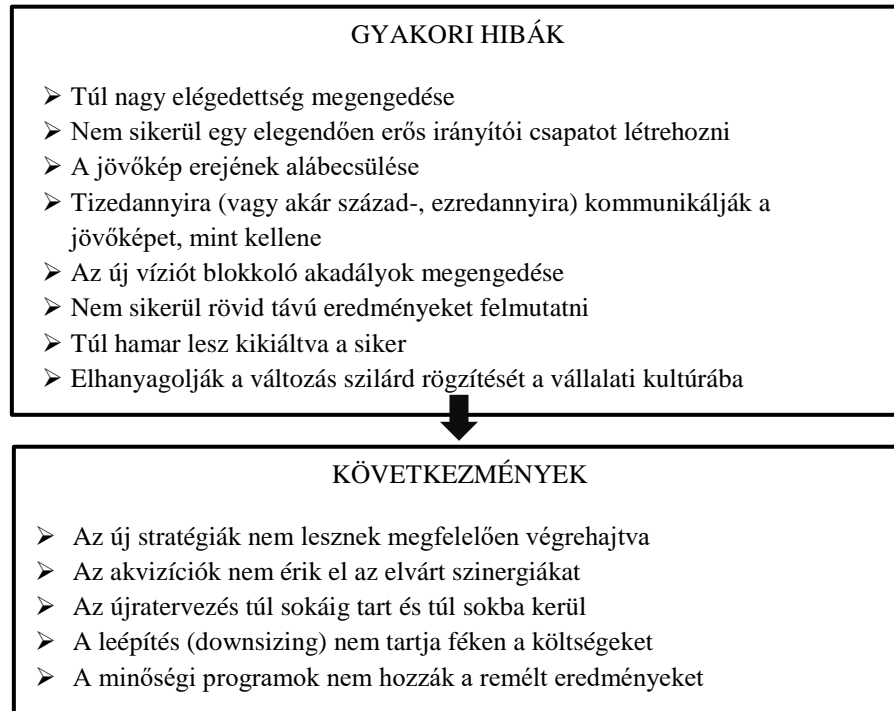 GYAKORI HIBÁK
➢ Túl nagy elégedettség megengedése
➢ Nem sikerül egy elegendően erős irányítói csapatot létrehozni
➢ A jövőkép erejének alábecsülése
➢ Tizedannyira (vagy akár század-, ezredannyira) kommunikálják a
jövőképet, mint kellene
➢ Az új víziót blokkoló akadályok megengedése
➢ Nem sikerül rövid távú eredményeket felmutatni
➢ Túl hamar lesz kikiáltva a siker
➢ Elhanyagolják a változás szilárd rögzítését a vállalati kultúrába
KÖVETKEZMÉNYEK
➢ Az új stratégiák nem lesznek megfelelően végrehajtva
➢ Az akvizíciók nem érik el az elvárt szinergiákat
➢ Az újratervezés túl sokáig tart és túl sokba kerül
➢ A leépítés (downsizing) nem tartja féken a költségeket
➢ A minőségi programok nem hozzák a remélt eredményeket